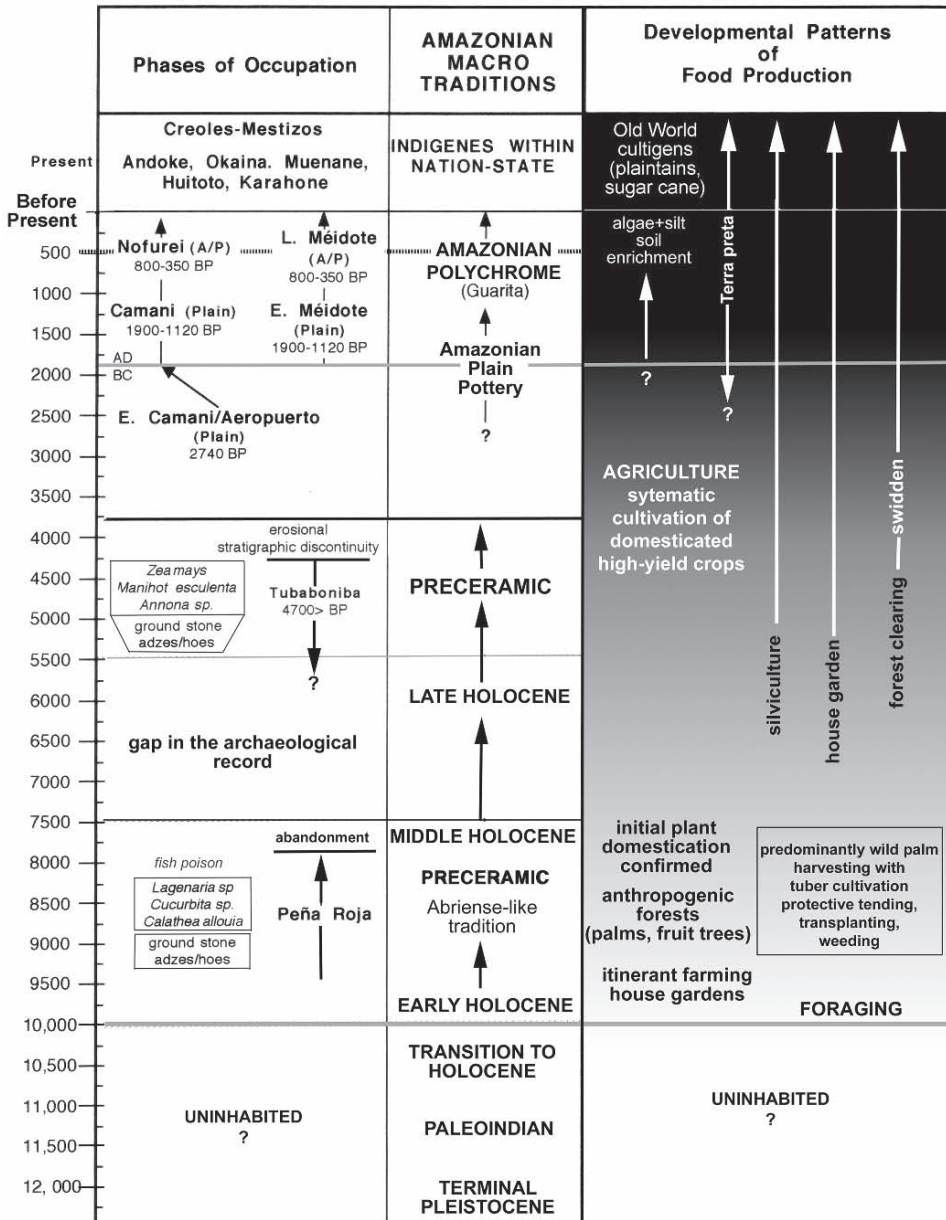 Phases of Occupation
AMAZONIAN
MACRO
TRADITIONS
Developmental Patterns
of
Food Production
Present
Before
Present
500
1000
1500
2000
2500
3000
3500
4000
4500
5000
5500
6000
6500
7000
7500
8000
8500
9000
9500
10,000
10,500
11,000
11,500
12, 000
Creoles-Mestizos
Andoke, Okaina. Muenane,
Huitoto, Karahone
Nofurei (A/P)
800-350 BP
Camani (Plain)
1900-1120 BP
L. Méidote
(A/P)
800-350 BP
E. Méidote
(Plain)
1900-1120 BP
AD
BC
E. Camani/Aeropuerto
(Plain)
2740 BP
erosional
stratigraphic discontinuity
Zea mays
Manihot esculenta
Annona sp.
ground stone
adzes/hoes
Tubaboniba
4700> BP
?
gap in the archaeological
record
abandonment
fish poison
Lagenaria sp
Cucurbita sp.
Calathea allouia
ground stone
adzes/hoes
Peña Roja
UNINHABITED
?
INDIGENES WITHIN
NATION-STATE
AMAZONIAN
POLYCHROME
(Guarita)
Amazonian
Plain
Pottery
?
PRECERAMIC
LATE HOLOCENE
MIDDLE HOLOCENE
PRECERAMIC
Abriense-like
tradition
EARLY HOLOCENE
TRANSITION TO
HOLOCENE
PALEOINDIAN
TERMINAL
PLEISTOCENE
Old World
cultigens
(plaintains,
sugar cane)
algae+silt
soil
enrichment
?
Terra preta
?
AGRICULTURE
sytematic
cultivation of
domesticated
high-yield crops
silviculture
house garden
swidden
forest clearing
initial plant
domestication
confirmed
anthropogenic
forests
(palms, fruit trees)
itinerant farming
house gardens
predominantly wild palm
harvesting with
tuber cultivation
protective tending,
transplanting,
weeding
FORAGING
UNINHABITED
?